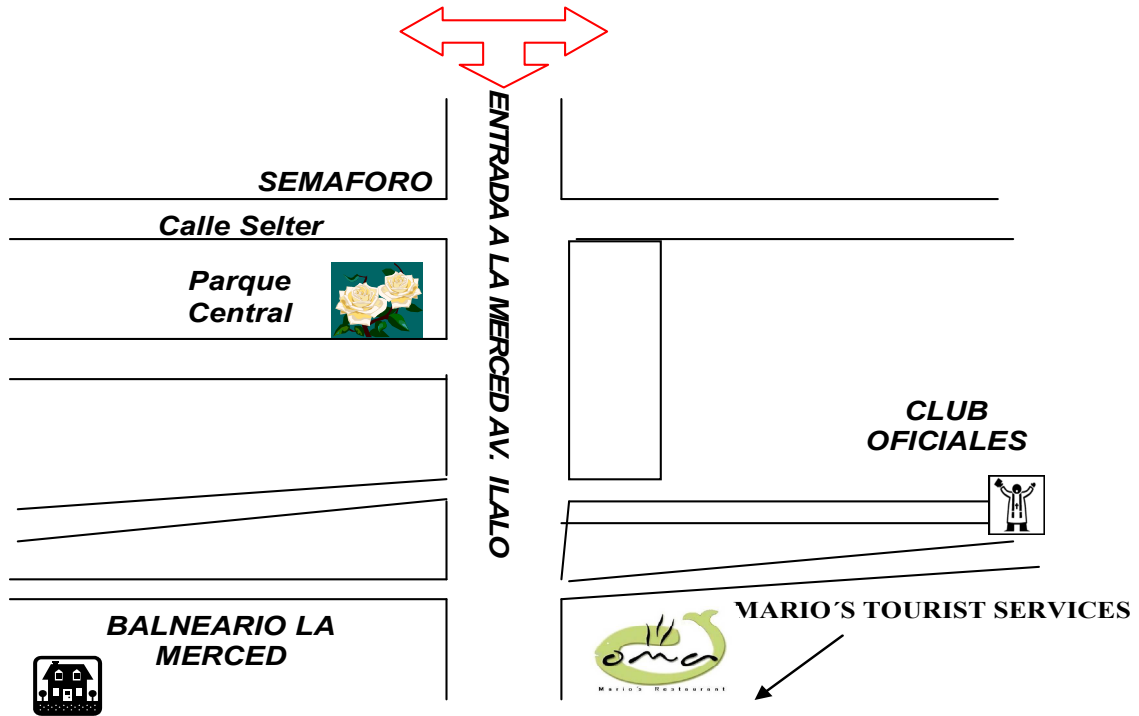 SEMAFORO
Calle Selter
Parque
Central
ENTRADA A LA MERCED AV. ILALO
CLUB
OFICIALES
BALNEARIO LA
MERCED
MARIO´S TOURIST SERVICES
oma
Mario's Restaurant